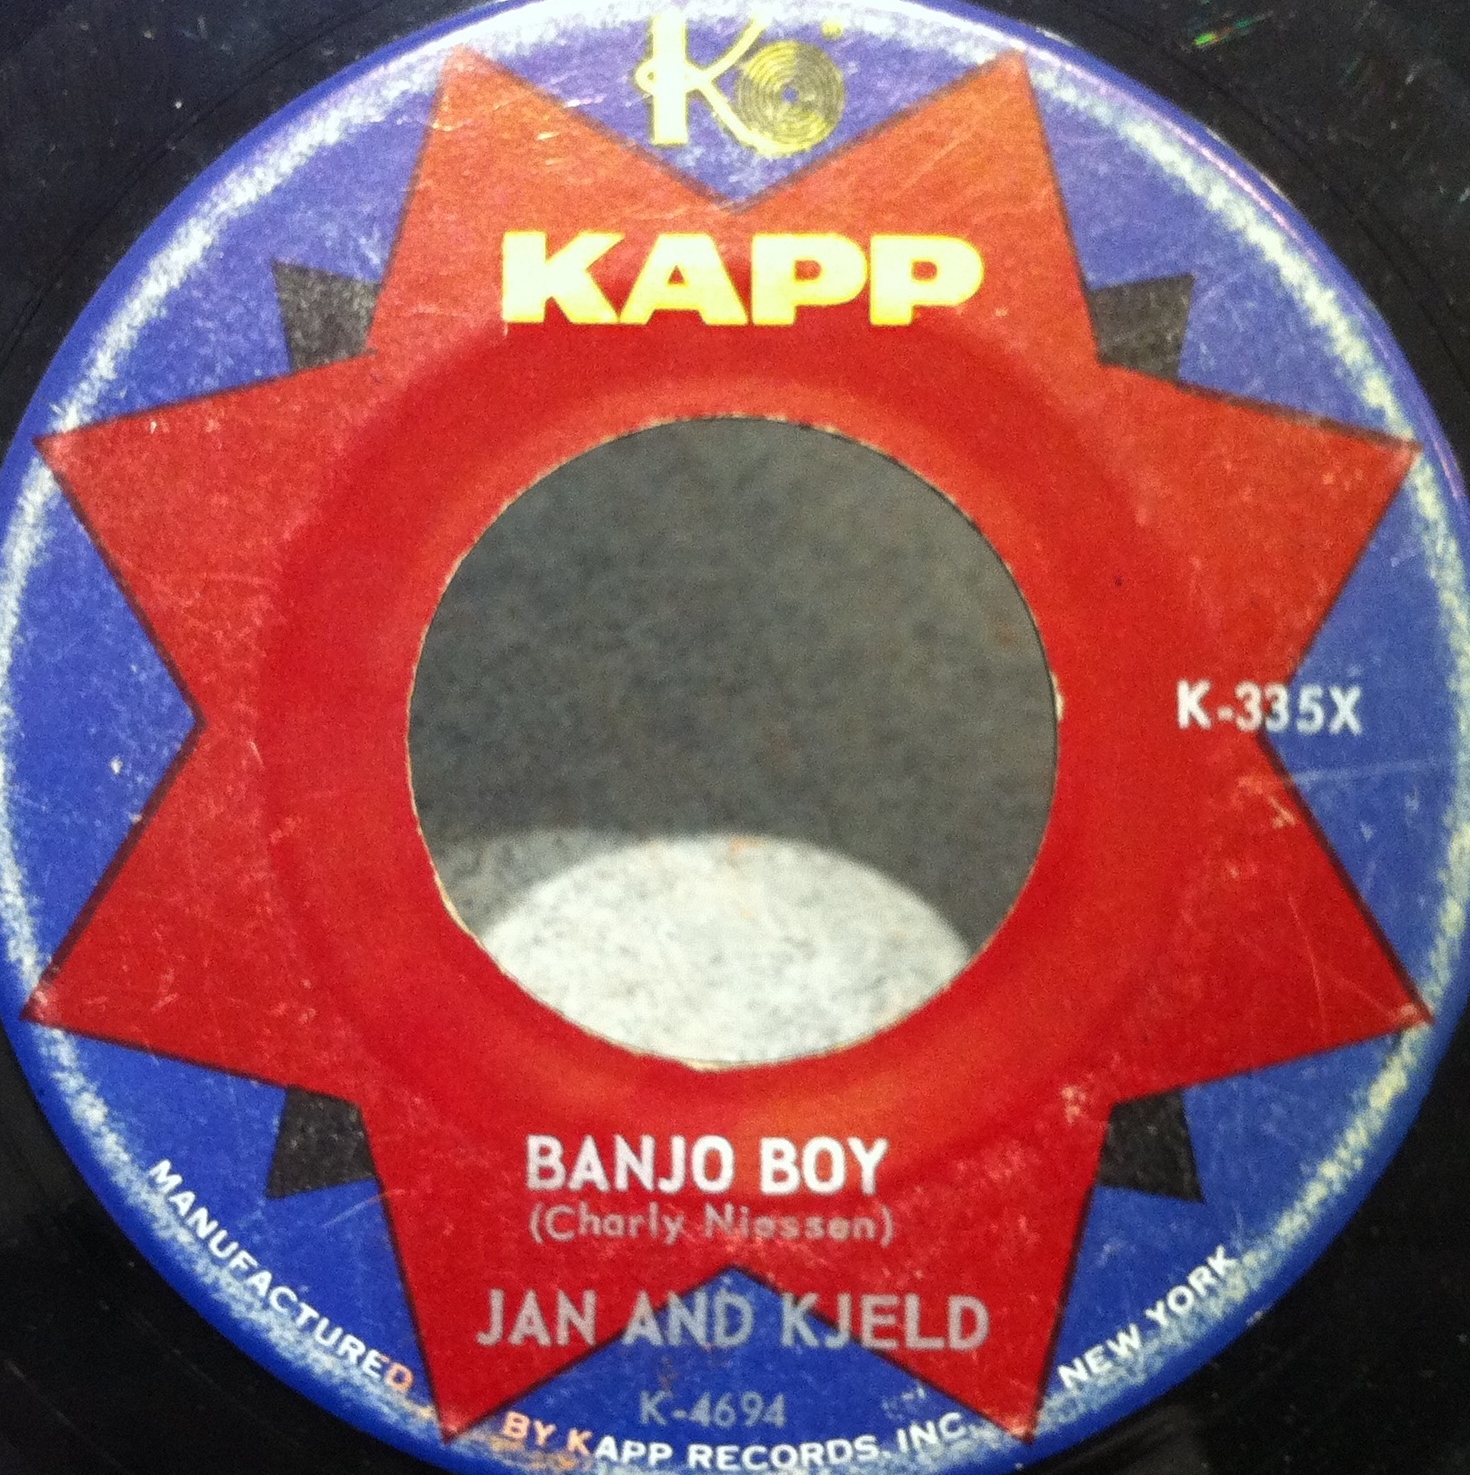 K
KAPP
K-335X
BANJO BOY
(Charly Niessen)
JAN AND KJELD
K-4694
MANUFACTURED BY KAPP RECORDS, INC. NEW YORK